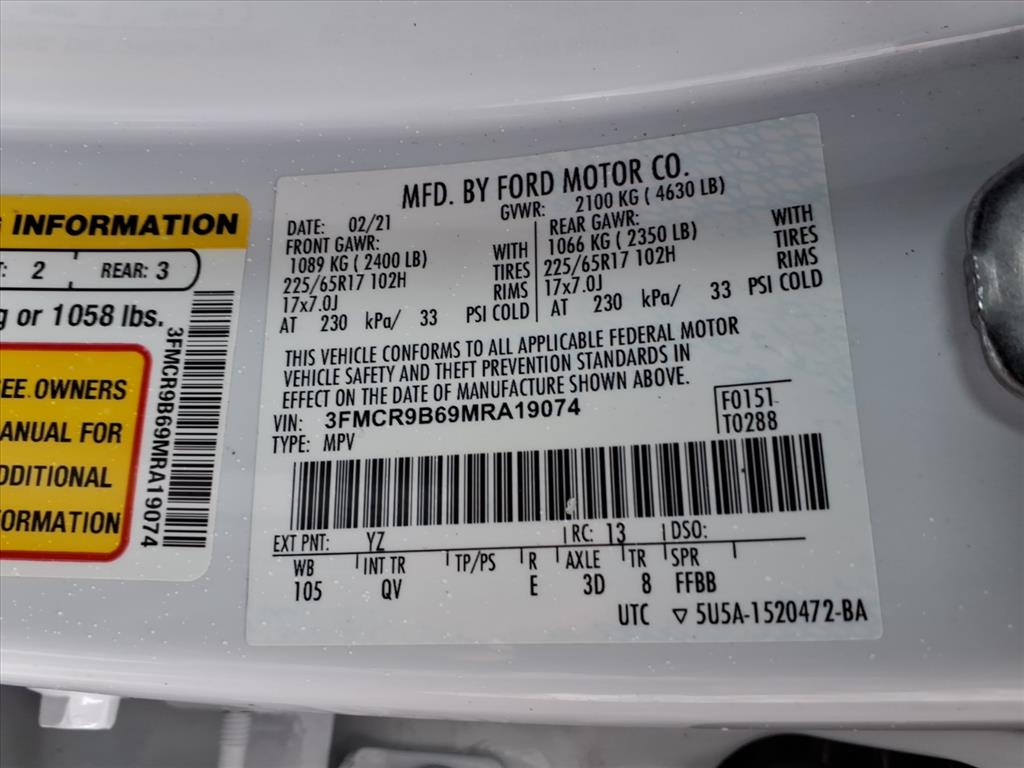 G INFORMATION
T: 2 REAR: 3
g or 1058 lbs.
SEE OWNERS
MANUAL FOR
ADDITIONAL
INFORMATION
3FMCR9B69MRA19074
MFD. BY FORD MOTOR CO.
DATE: 02/21 GVWR: 2100 KG ( 4630 LB)
FRONT GAWR: WITH
1089 KG ( 2400 LB) TIRES
225/65R17 102H RIMS
17x7.0J
AT 230 kPa/ 33 PSI COLD
REAR GAWR: WITH
1066 KG ( 2350 LB) TIRES
225/65R17 102H RIMS
17x7.0J
AT 230 kPa/ 33 PSI COLD
THIS VEHICLE CONFORMS TO ALL APPLICABLE FEDERAL MOTOR
VEHICLE SAFETY AND THEFT PREVENTION STANDARDS IN
EFFECT ON THE DATE OF MANUFACTURE SHOWN ABOVE.
VIN: 3FMCR9B69MRA19074
TYPE: MPV
F0151
T0288
EXT PNT: YZ RC: 13 DSO:
WB INT TR TP/PS R AXLE TR SPR
105 QV E 3D 8 FFBB
UTC ▽ 5U5A-1520472-BA